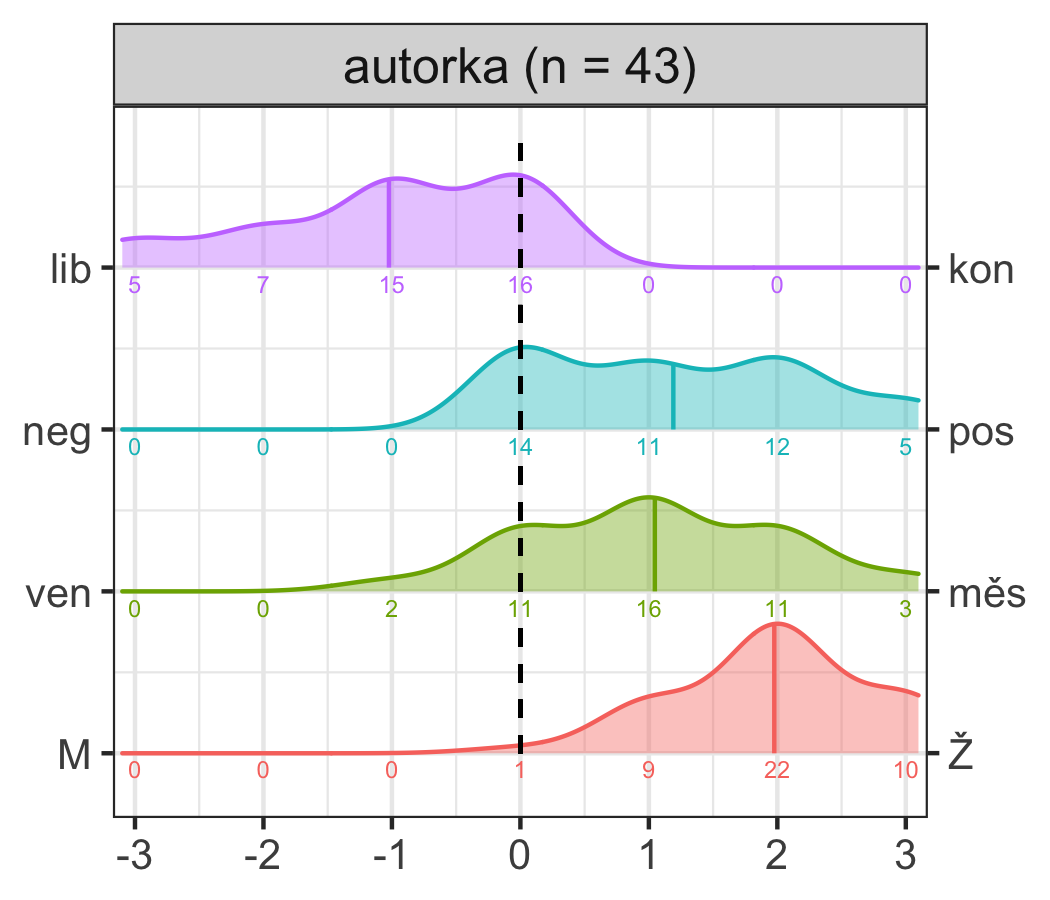 autorka (n = 43)
lib kon
5 7 15 16 0 0 0
neg pos
0 0 0 14 11 12 5
ven měs
0 0 2 11 16 11 3
M Ž
0 0 0 1 9 22 10
-3 -2 -1 0 1 2 3